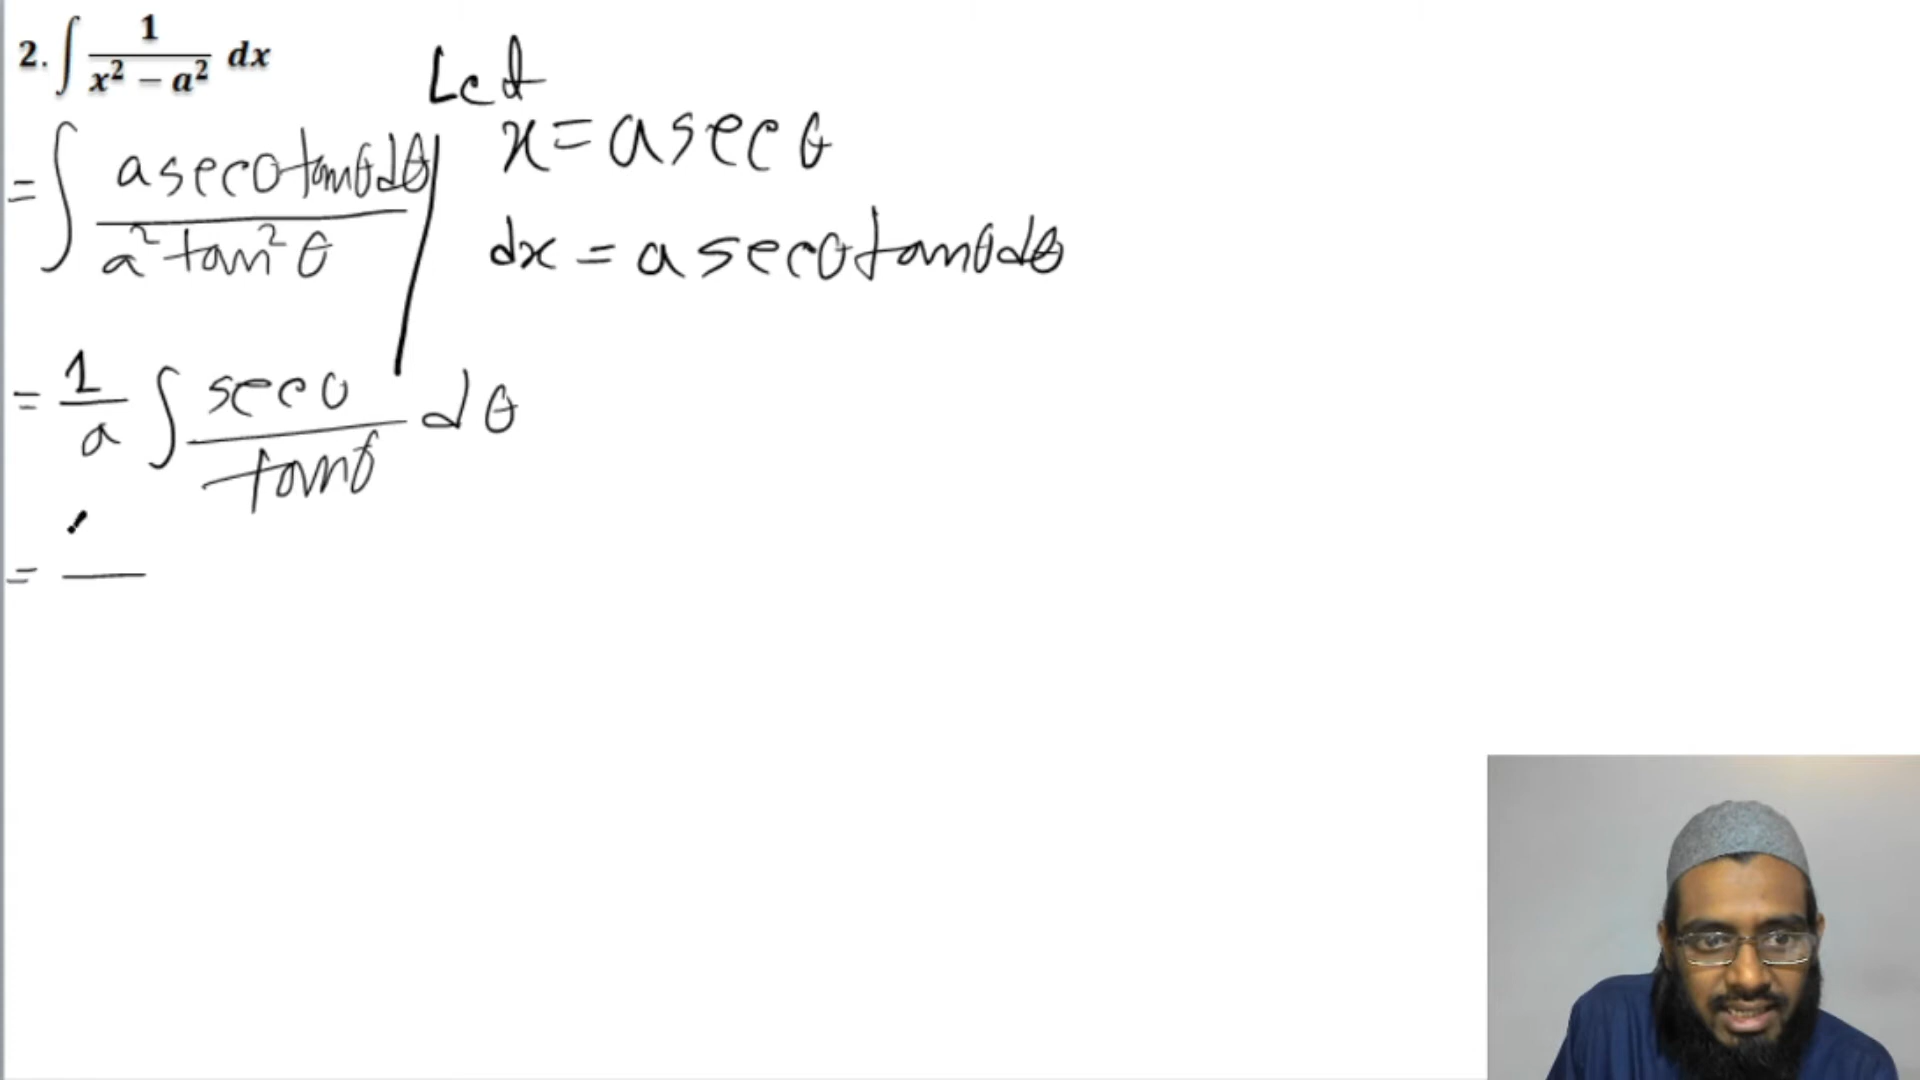 2. ∫ 1/(x² − a²) dx
Let
x = a secθ
= ∫ a secθ tanθ dθ / a² tan²θ
dx = a secθ tanθ dθ
= 1/a ∫ secθ/tanθ dθ
=